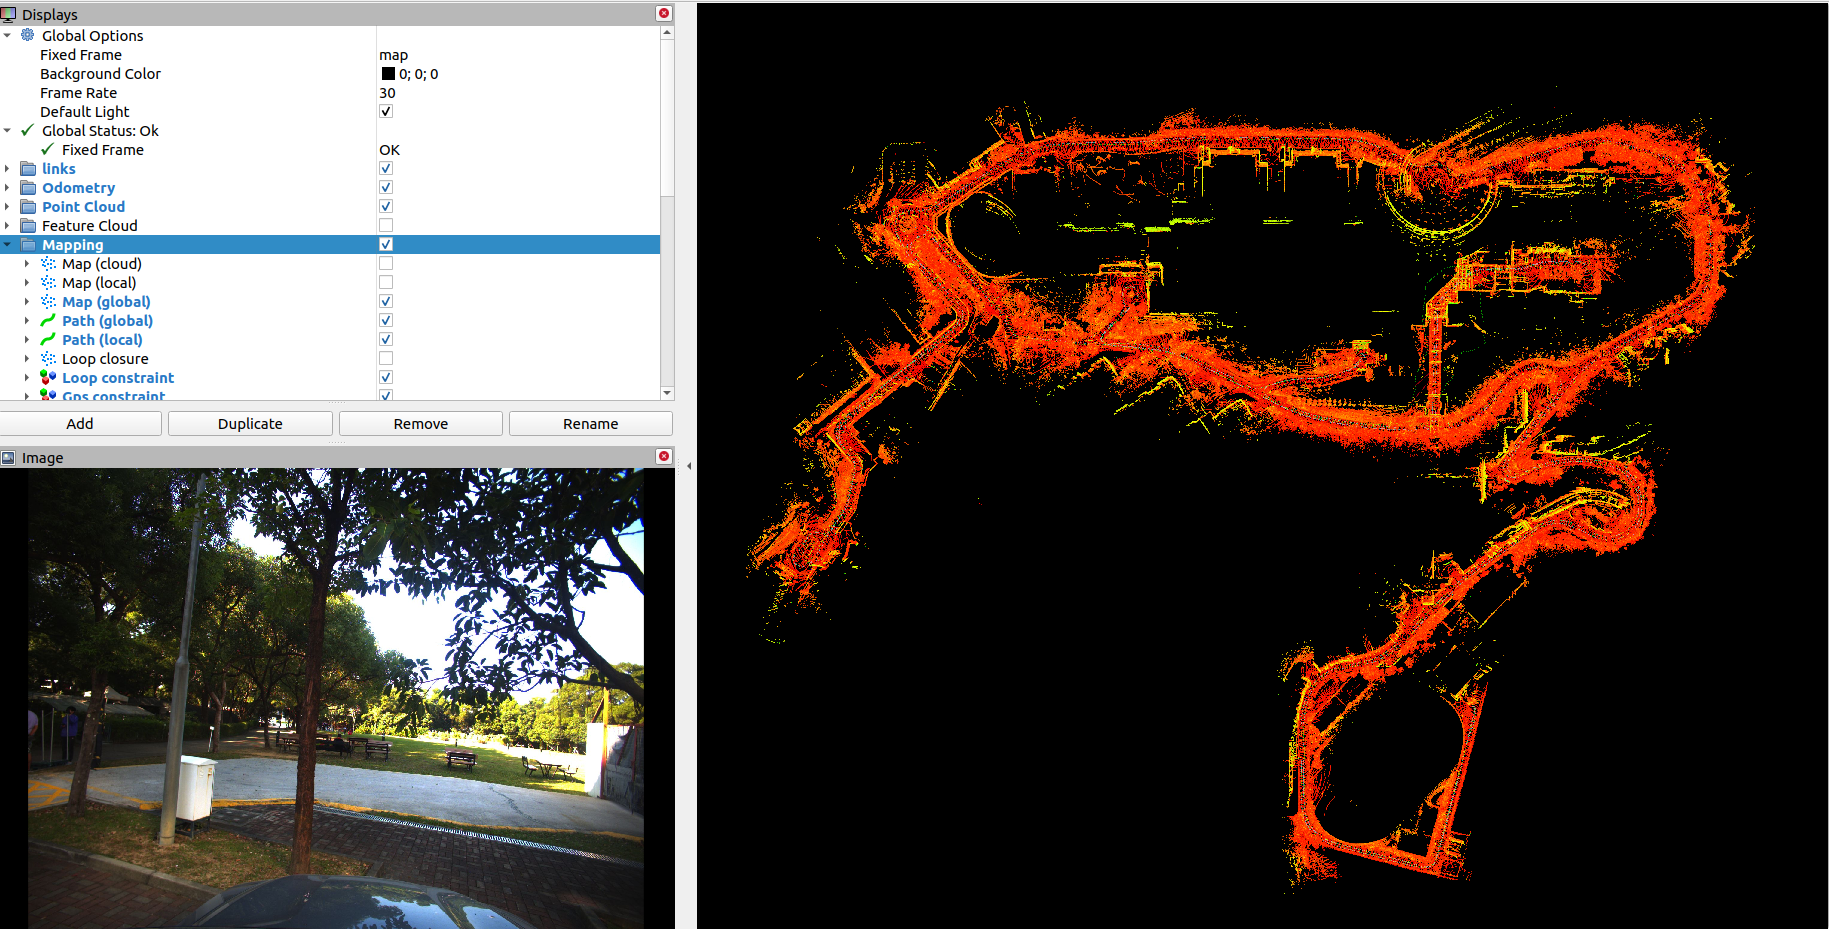 Displays
Global Options
Fixed Frame map
Background Color 0; 0; 0
Frame Rate 30
Default Light
Global Status: Ok
Fixed Frame OK
links
Odometry
Point Cloud
Feature Cloud
Mapping
Map (cloud)
Map (local)
Map (global)
Path (global)
Path (local)
Loop closure
Loop constraint
Gps constraint
Add Duplicate Remove Rename
Image